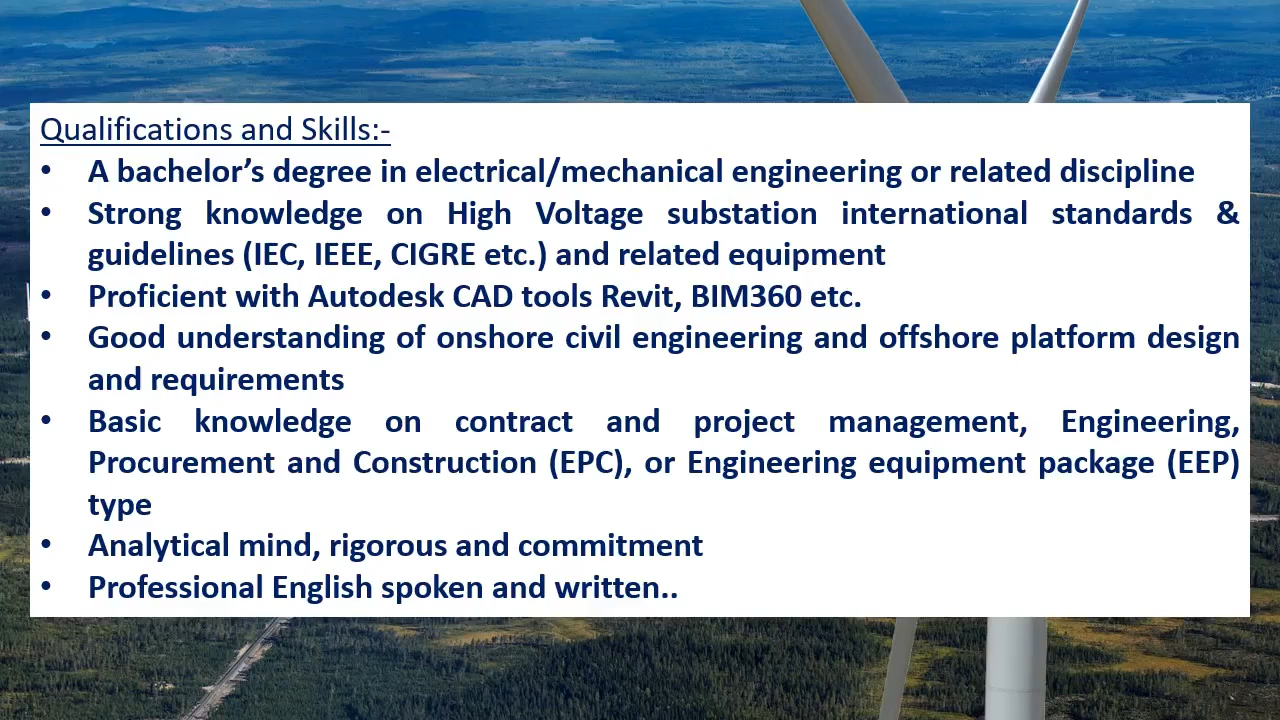 Qualifications and Skills:-
• A bachelor’s degree in electrical/mechanical engineering or related discipline
• Strong knowledge on High Voltage substation international standards &
guidelines (IEC, IEEE, CIGRE etc.) and related equipment
• Proficient with Autodesk CAD tools Revit, BIM360 etc.
• Good understanding of onshore civil engineering and offshore platform design
and requirements
• Basic knowledge on contract and project management, Engineering,
Procurement and Construction (EPC), or Engineering equipment package (EEP)
type
• Analytical mind, rigorous and commitment
• Professional English spoken and written..